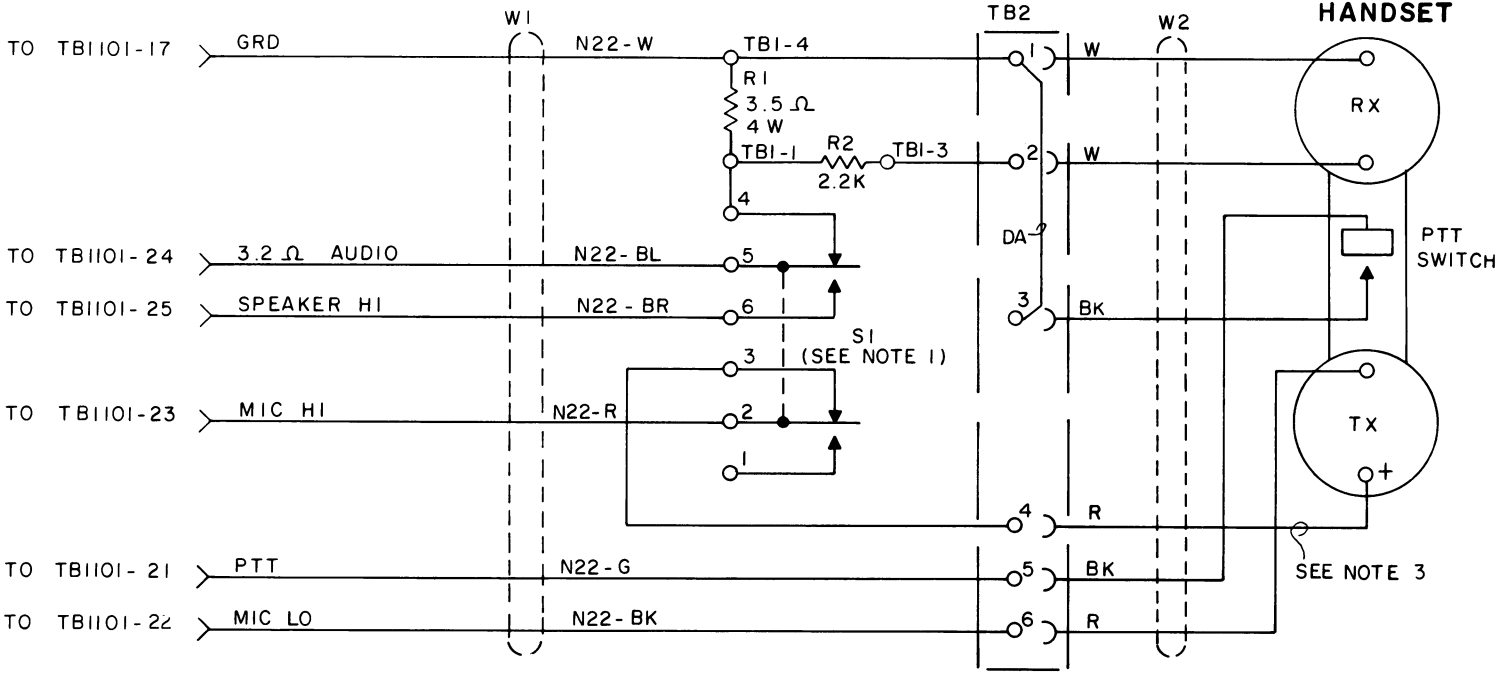 HANDSET
W1
TB2
W2
TO TB1101-17
GRD
N22-W
TB1-4
1
W
R1
3.5 Ω
4 W
RX
TB1-1
R2
2.2K
TB1-3
2
W
4
DA-
PTT
SWITCH
TO TB1101-24
3.2 Ω AUDIO
N22-BL
5
TO TB1101-25
SPEAKER HI
N22-BR
6
3
BK
S1
(SEE NOTE 1)
3
TO TB1101-23
MIC HI
N22-R
2
TX
1
+
4
R
SEE NOTE 3
TO TB1101-21
PTT
N22-G
5
BK
TO TB1101-22
MIC LO
N22-BK
6
R